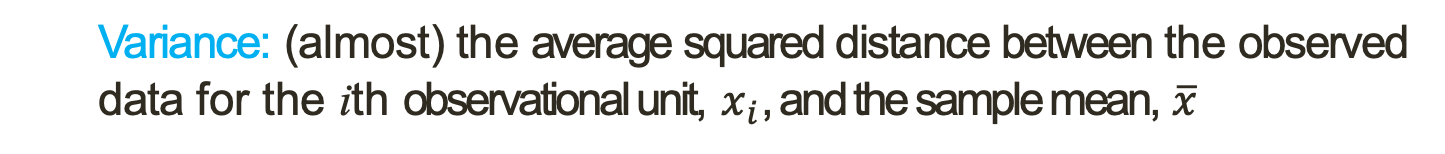 Variance: (almost) the average squared distance between the observed
data for the ith observational unit, xᵢ, and the sample mean, x̅